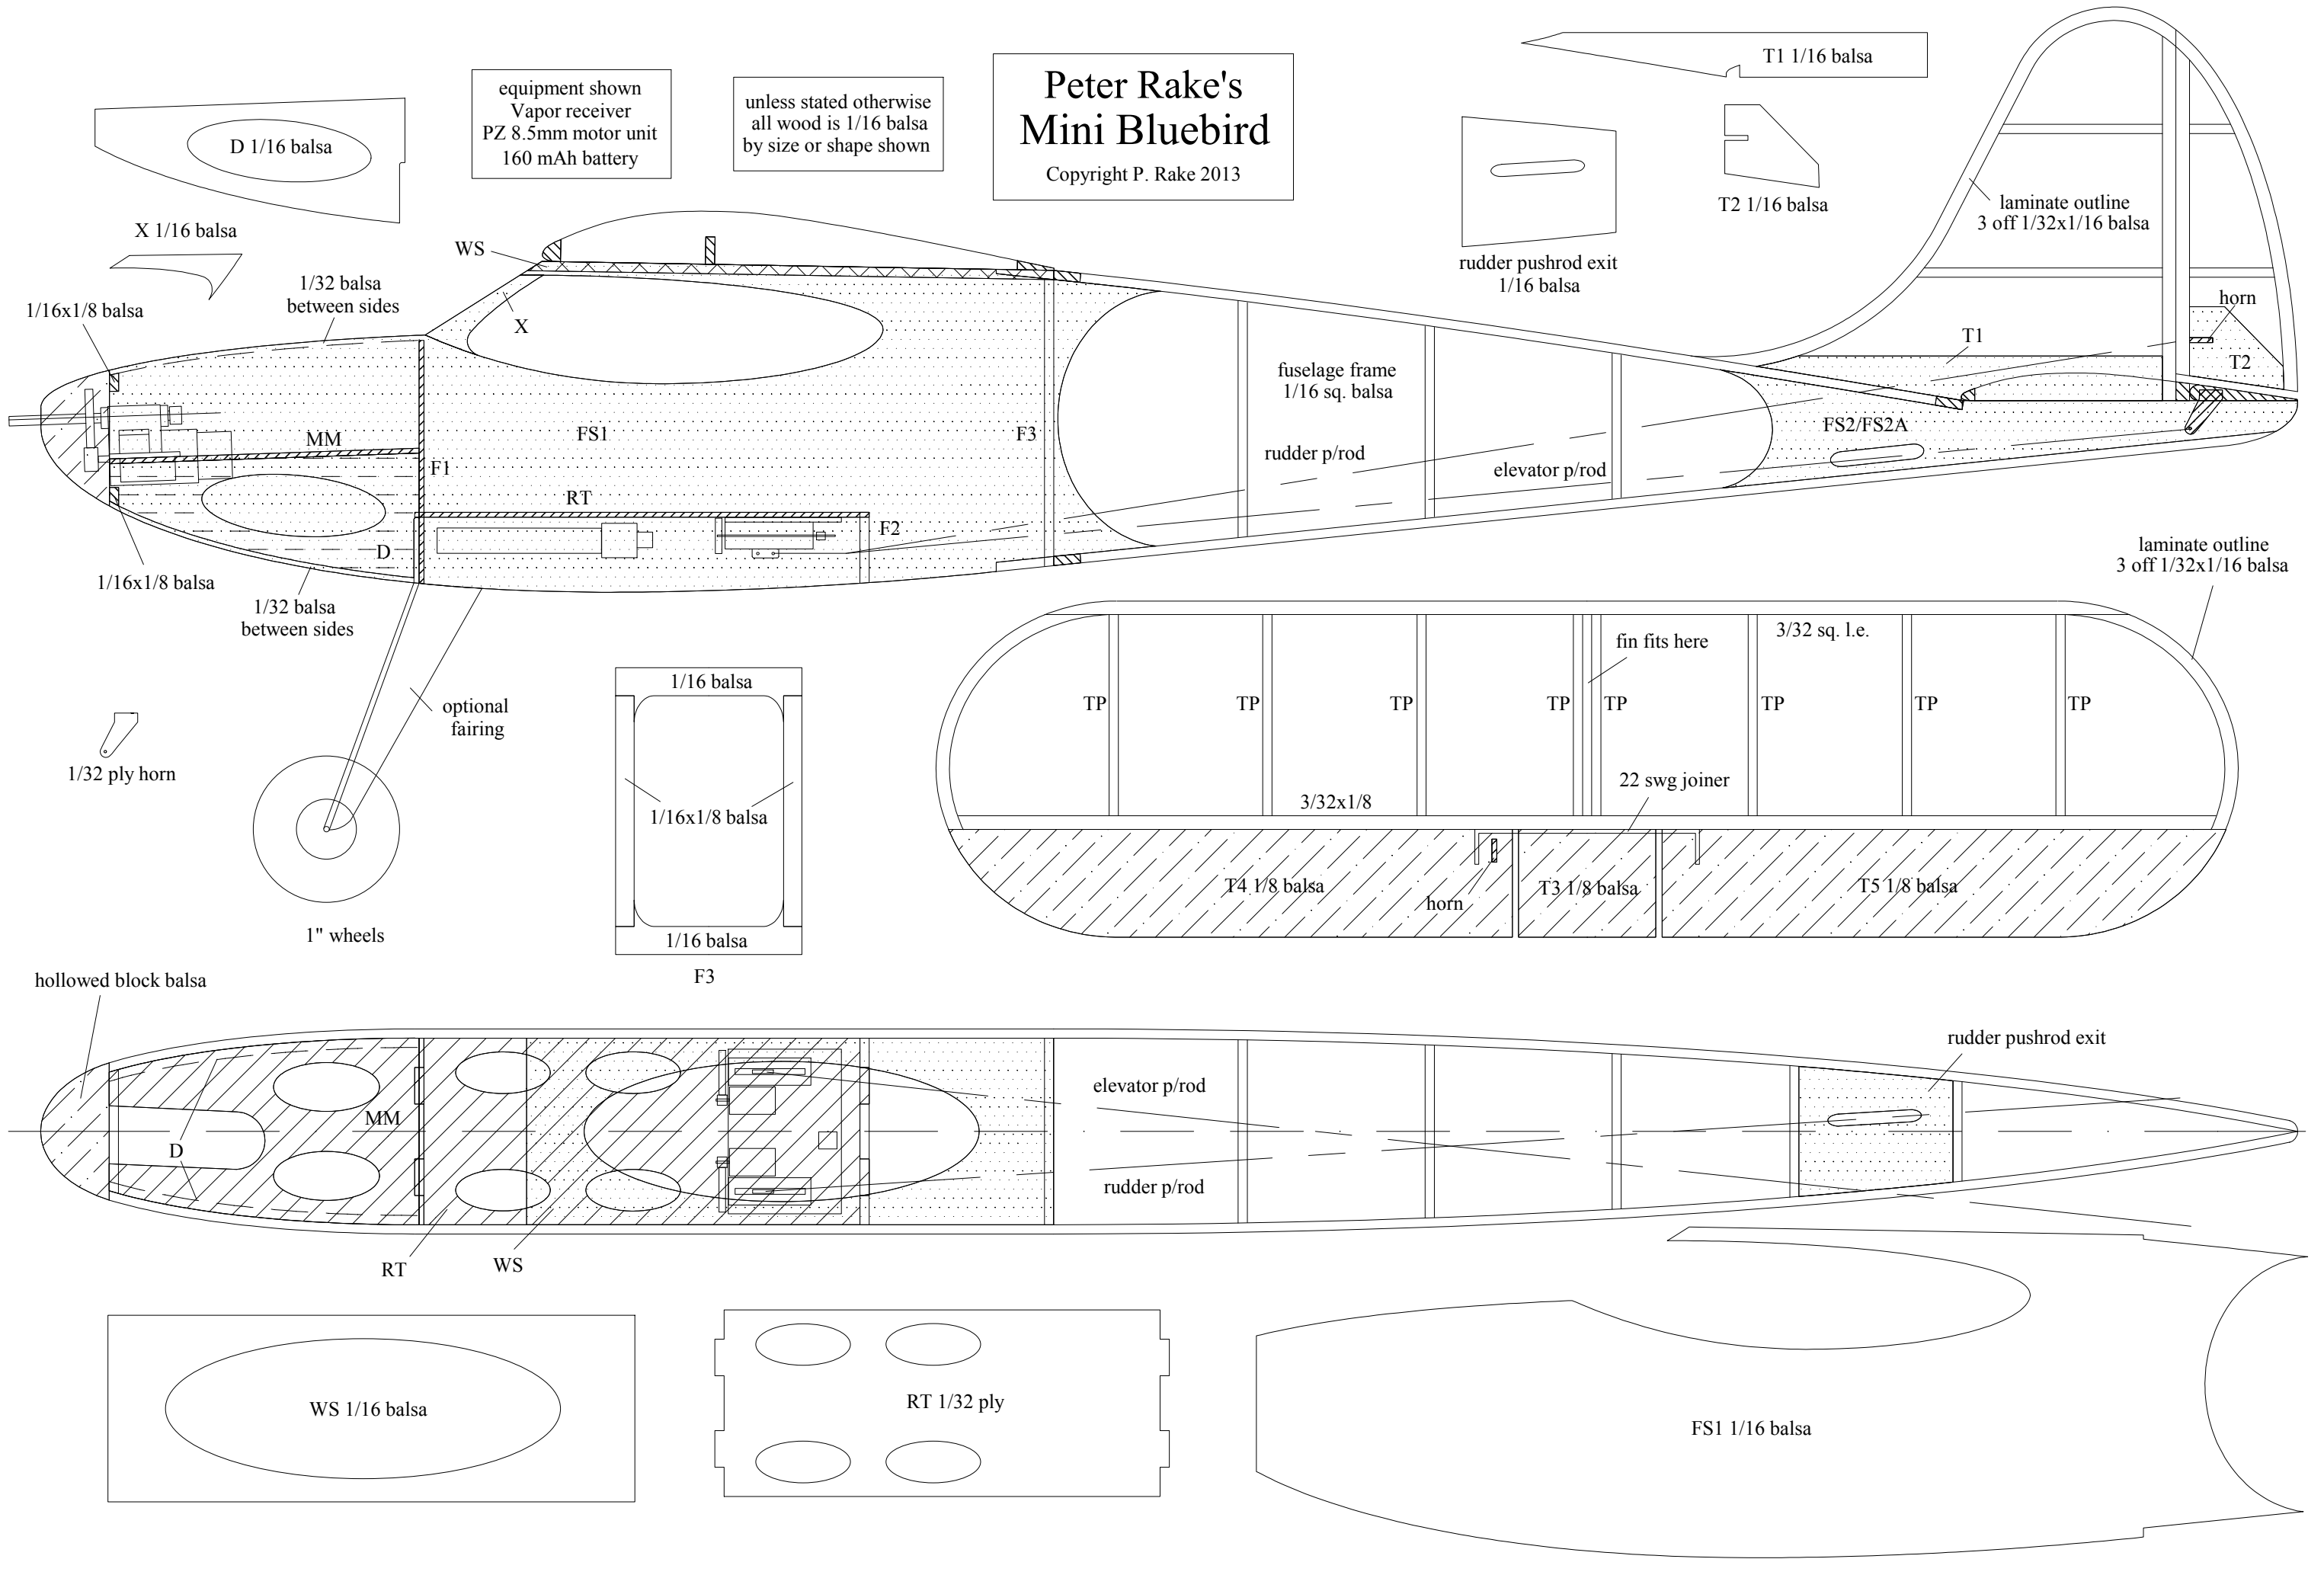 equipment shown
Vapor receiver
PZ 8.5mm motor unit
160 mAh battery
unless stated otherwise
all wood is 1/16 balsa
by size or shape shown
Peter Rake's
Mini Bluebird
Copyright P. Rake 2013
T1 1/16 balsa
D 1/16 balsa
T2 1/16 balsa
laminate outline
3 off 1/32x1/16 balsa
X 1/16 balsa
WS
rudder pushrod exit
1/16 balsa
1/32 balsa
between sides
1/16x1/8 balsa
X
horn
T1
T2
fuselage frame
1/16 sq. balsa
MM
FS1
F3
FS2/FS2A
F1
rudder p/rod
elevator p/rod
RT
F2
D
1/16x1/8 balsa
1/32 balsa
between sides
laminate outline
3 off 1/32x1/16 balsa
optional
fairing
1/32 ply horn
1" wheels
1/16 balsa
1/16x1/8 balsa
1/16 balsa
F3
3/32 sq. l.e.
fin fits here
TP
TP
TP
TP
TP
TP
TP
TP
22 swg joiner
3/32x1/8
T4 1/8 balsa
horn
T3 1/8 balsa
T5 1/8 balsa
hollowed block balsa
rudder pushrod exit
elevator p/rod
MM
D
rudder p/rod
RT
WS
WS 1/16 balsa
RT 1/32 ply
FS1 1/16 balsa